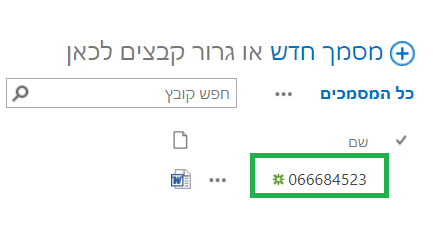 מסמך חדש או גרור קבצים לכאן
כל המסמכים ...
חפש קובץ
שם
066684523 ...